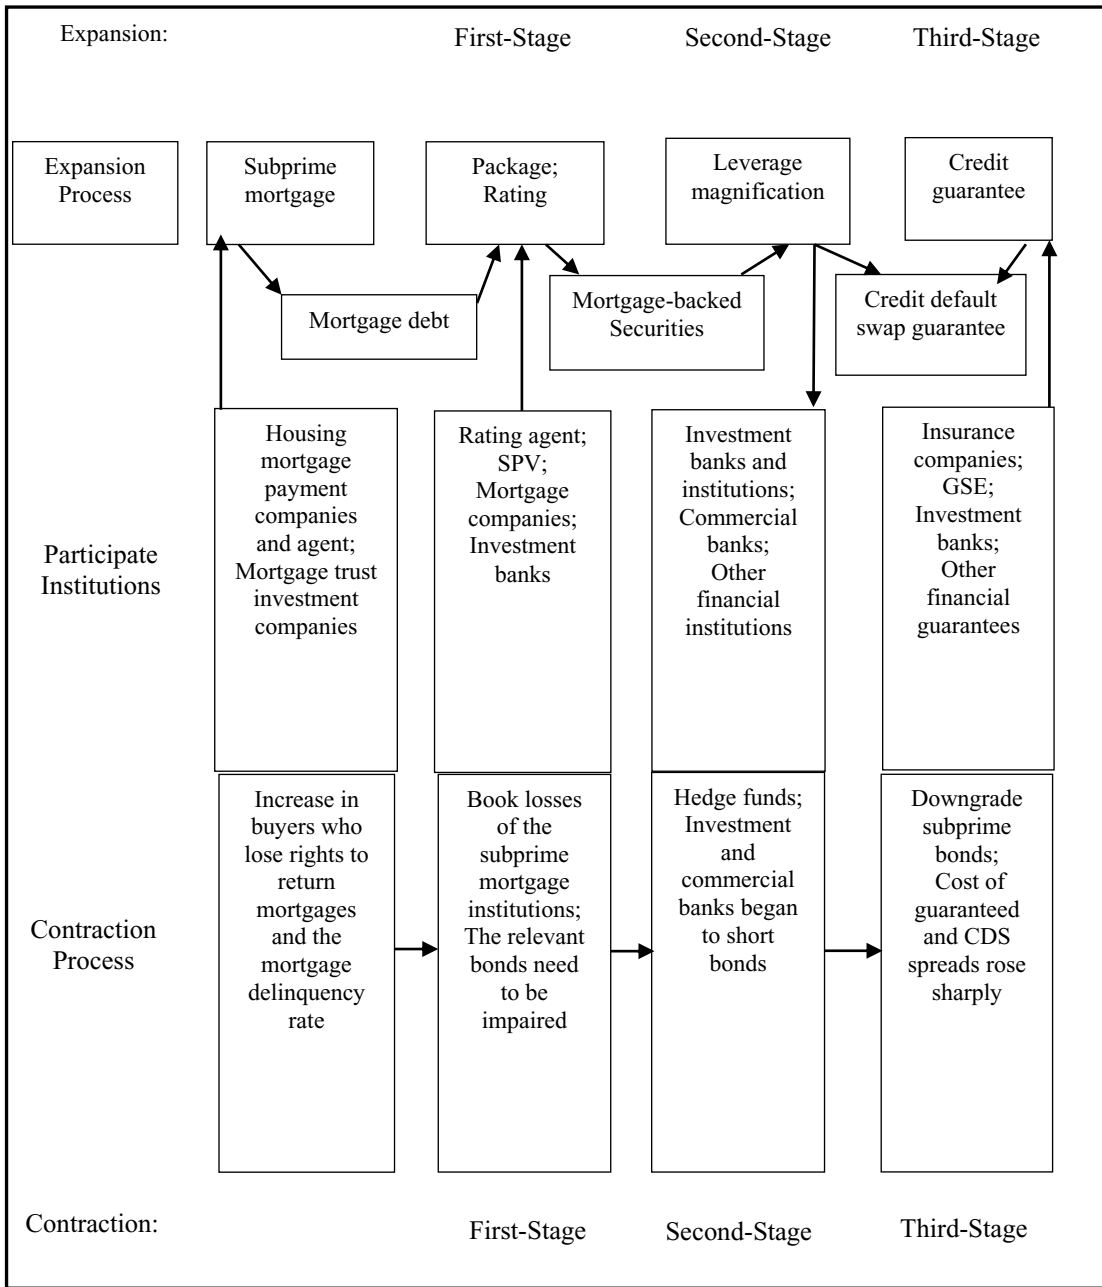 Expansion:
First-Stage
Second-Stage
Third-Stage
Expansion
Process
Subprime
mortgage
Package;
Rating
Leverage
magnification
Credit
guarantee
Mortgage debt
Mortgage-backed
Securities
Credit default
swap guarantee
Participate
Institutions
Housing
mortgage
payment
companies
and agent;
Mortgage trust
investment
companies
Rating agent;
SPV;
Mortgage
companies;
Investment
banks
Investment
banks and
institutions;
Commercial
banks;
Other
financial
institutions
Insurance
companies;
GSE;
Investment
banks;
Other
financial
guarantees
Contraction
Process
Increase in
buyers who
lose rights to
return
mortgages
and the
mortgage
delinquency
rate
Book losses
of the
subprime
mortgage
institutions;
The relevant
bonds need
to be
impaired
Hedge funds;
Investment
and
commercial
banks began
to short
bonds
Downgrade
subprime
bonds;
Cost of
guaranteed
and CDS
spreads rose
sharply
Contraction:
First-Stage
Second-Stage
Third-Stage